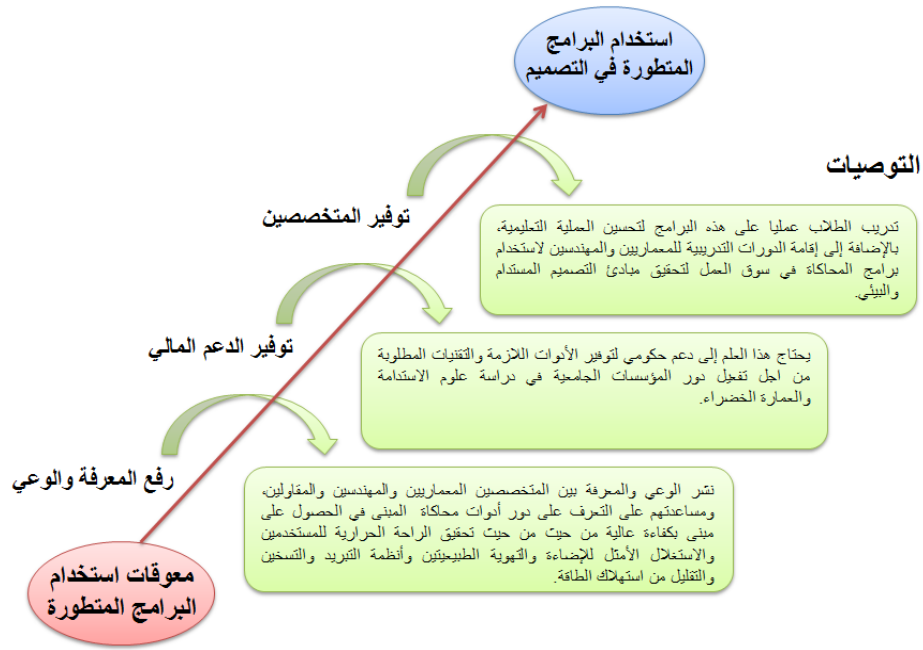 استخدام البرامج
المتطورة في التصميم
التوصيات
توفير المتخصصين
تدريب الطلاب عمليا على هذه البرامج لتحسين العملية التعليمية،
بالإضافة إلى إقامة الدورات التدريبية للمعماريين والمهندسين لاستخدام
برامج المحاكاة في سوق العمل لتحقيق مبادئ التصميم المستدام
والبيئي.
توفير الدعم المالي
يحتاج هذا العلم إلى دعم حكومي لتوفير الأدوات اللازمة والتقنيات المطلوبة
من اجل تفعيل دور المؤسسات الجامعية في دراسة علوم الاستدامة
والعمارة الخضراء.
رفع المعرفة والوعي
نشر الوعي والمعرفة بين المتخصصين المعماريين والمهندسين والمقاولين،
ومساعدتهم على التعرف على دور أدوات محاكاة المبنى في الحصول على
مبنى بكفاءة عالية من حيث من حيث تحقيق الراحة الحرارية للمستخدمين
والاستغلال الأمثل للإضاءة والتهوية الطبيعيتين وأنظمة التبريد والتسخين
والتقليل من استهلاك الطاقة.
معوقات استخدام
البرامج المتطورة